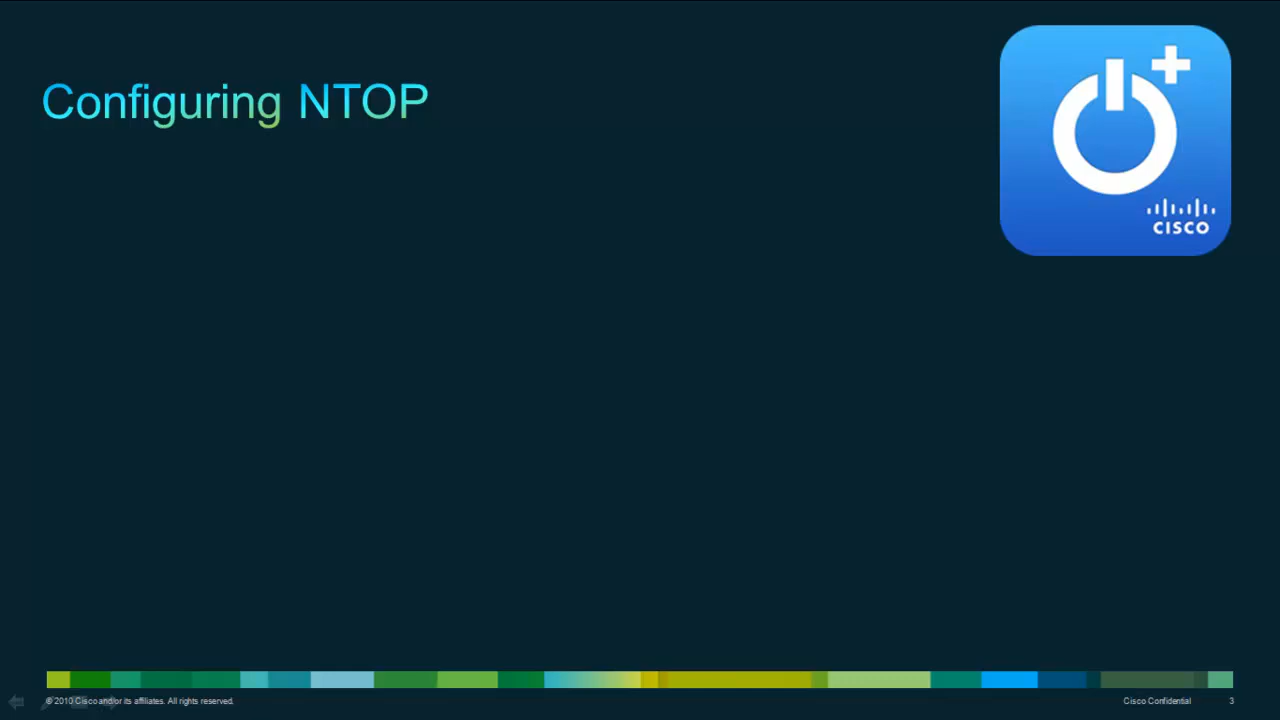 Configuring NTOP
CISCO
© 2010 Cisco and/or its affiliates. All rights reserved.
Cisco Confidential
3